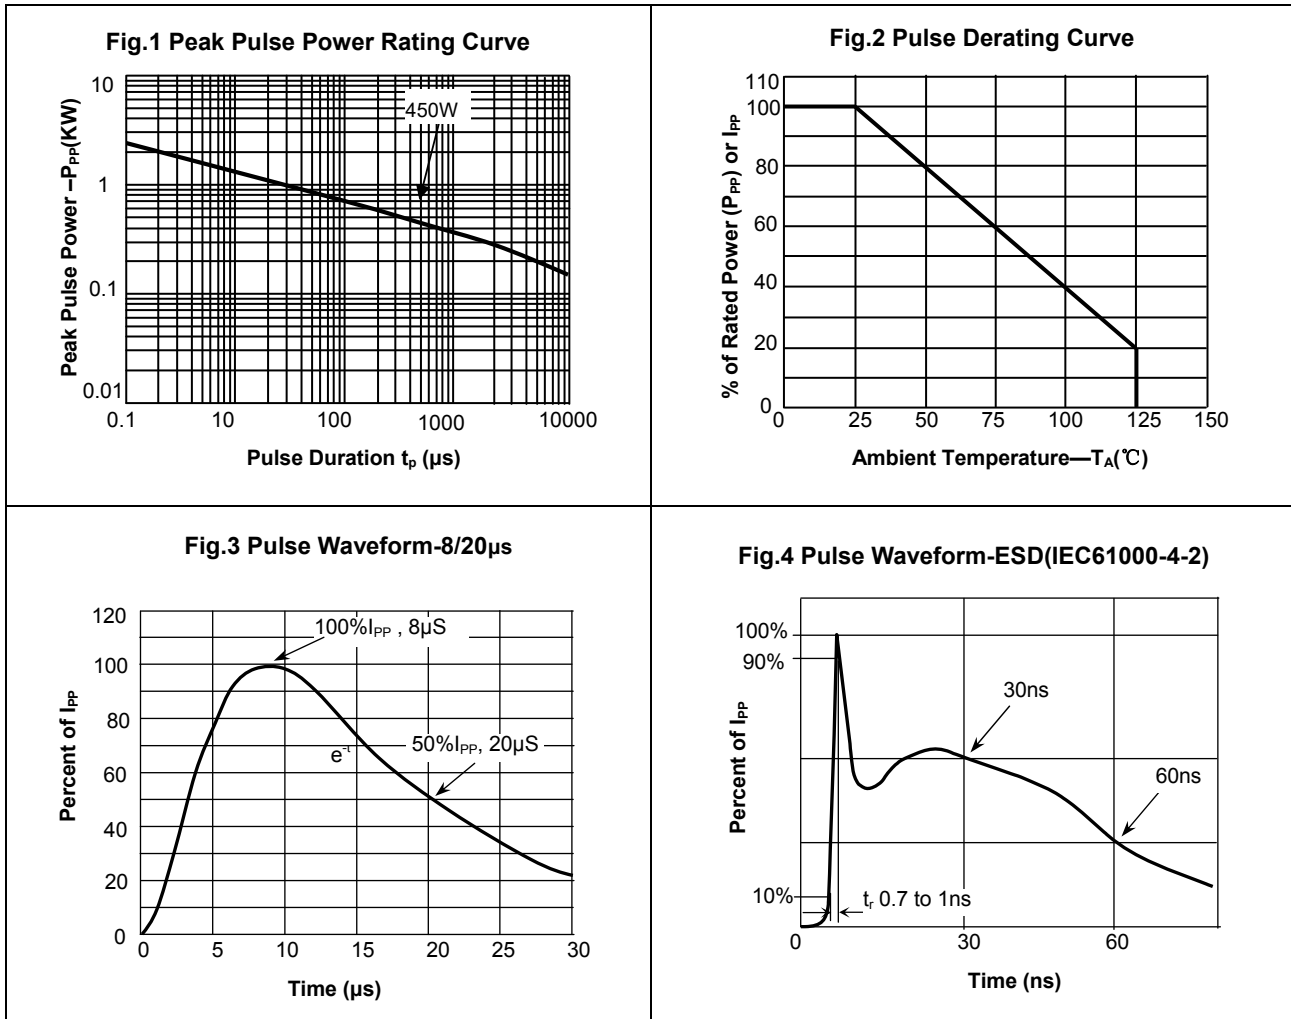 Fig.1 Peak Pulse Power Rating Curve
Peak Pulse Power –PPP(KW)
10
1
0.1
0.01
450W
0.1
10
100
1000
10000
Pulse Duration tp (µs)
Fig.2 Pulse Derating Curve
% of Rated Power (PPP) or IPP
110
100
80
60
40
20
0
0
25
50
75
100
125
150
Ambient Temperature—TA(℃)
Fig.3 Pulse Waveform-8/20µs
Percent of IPP
120
100
80
60
40
20
0
100%IPP , 8µS
e-t
50%IPP, 20µS
0
5
10
15
20
25
30
Time (µs)
Fig.4 Pulse Waveform-ESD(IEC61000-4-2)
Percent of IPP
100%
90%
10%
30ns
60ns
tr 0.7 to 1ns
0
30
60
Time (ns)